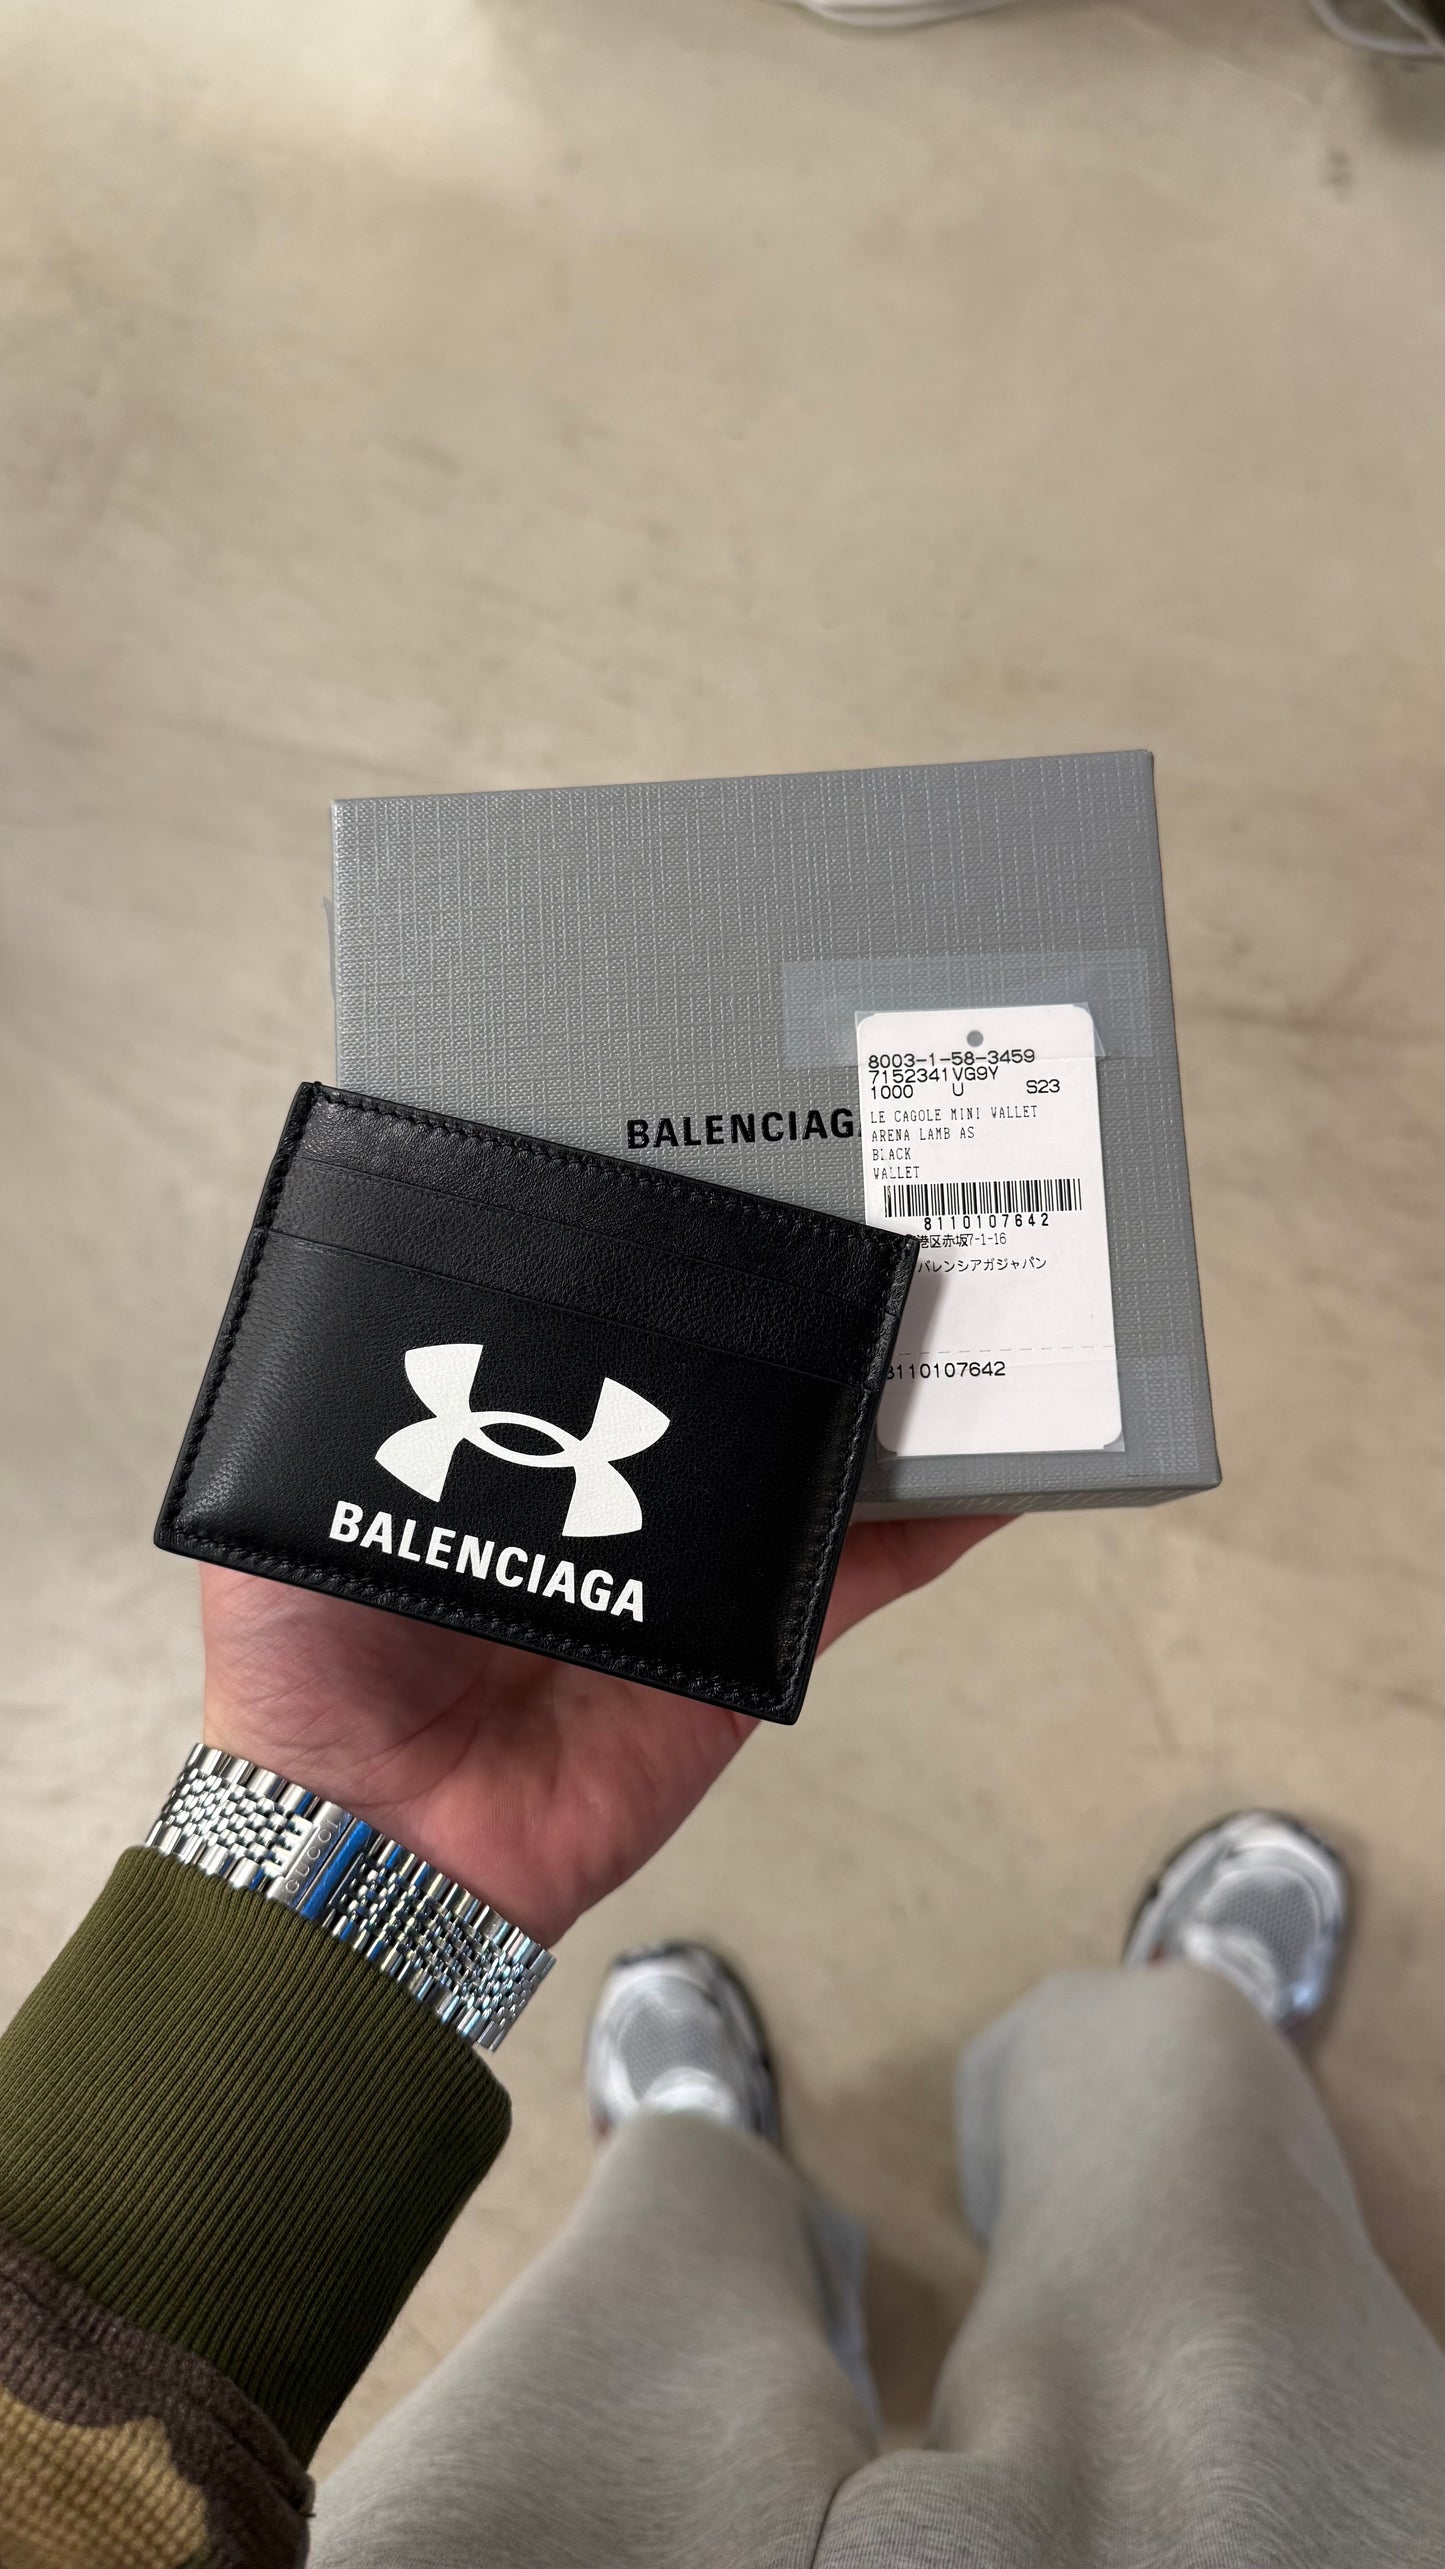 BALENCIAGA
8003-1-58-3459
7152341VG9Y
1000 U S23
LE CAGOLE MINI WALLET
ARENA LAMB AS
BLACK
WALLET
8110107642
港区赤坂7-1-16
バレンシアガジャパン
8110107642
BALENCIAGA
GUCCI